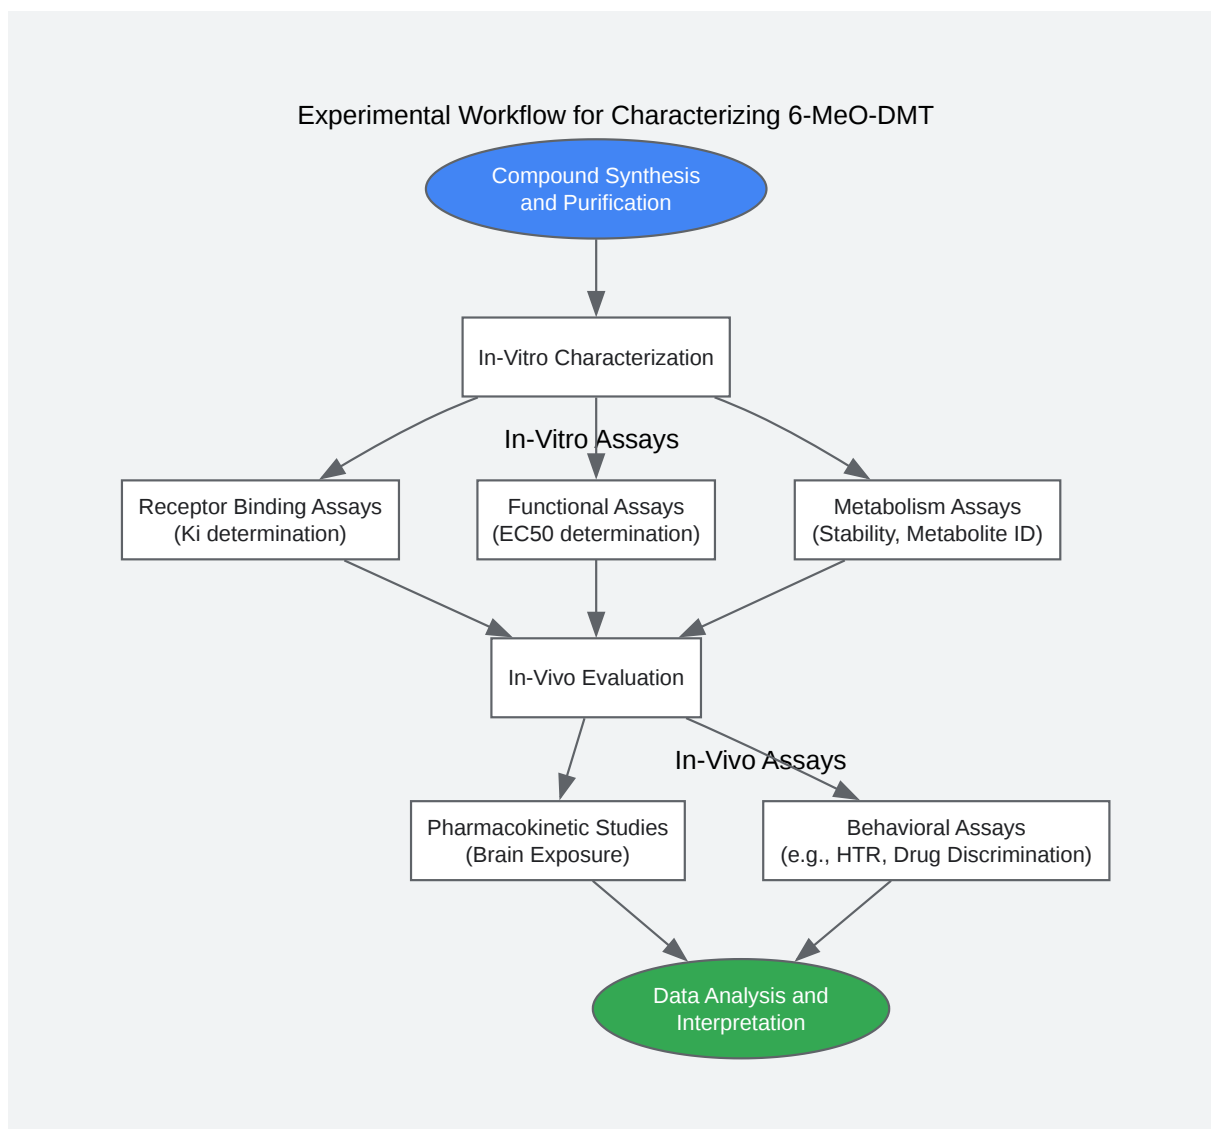 Experimental Workflow for Characterizing 6-MeO-DMT
Compound Synthesis
and Purification
In-Vitro Characterization
In-Vitro Assays
Receptor Binding Assays
(Ki determination)
Functional Assays
(EC50 determination)
Metabolism Assays
(Stability, Metabolite ID)
In-Vivo Evaluation
In-Vivo Assays
Pharmacokinetic Studies
(Brain Exposure)
Behavioral Assays
(e.g., HTR, Drug Discrimination)
Data Analysis and
Interpretation